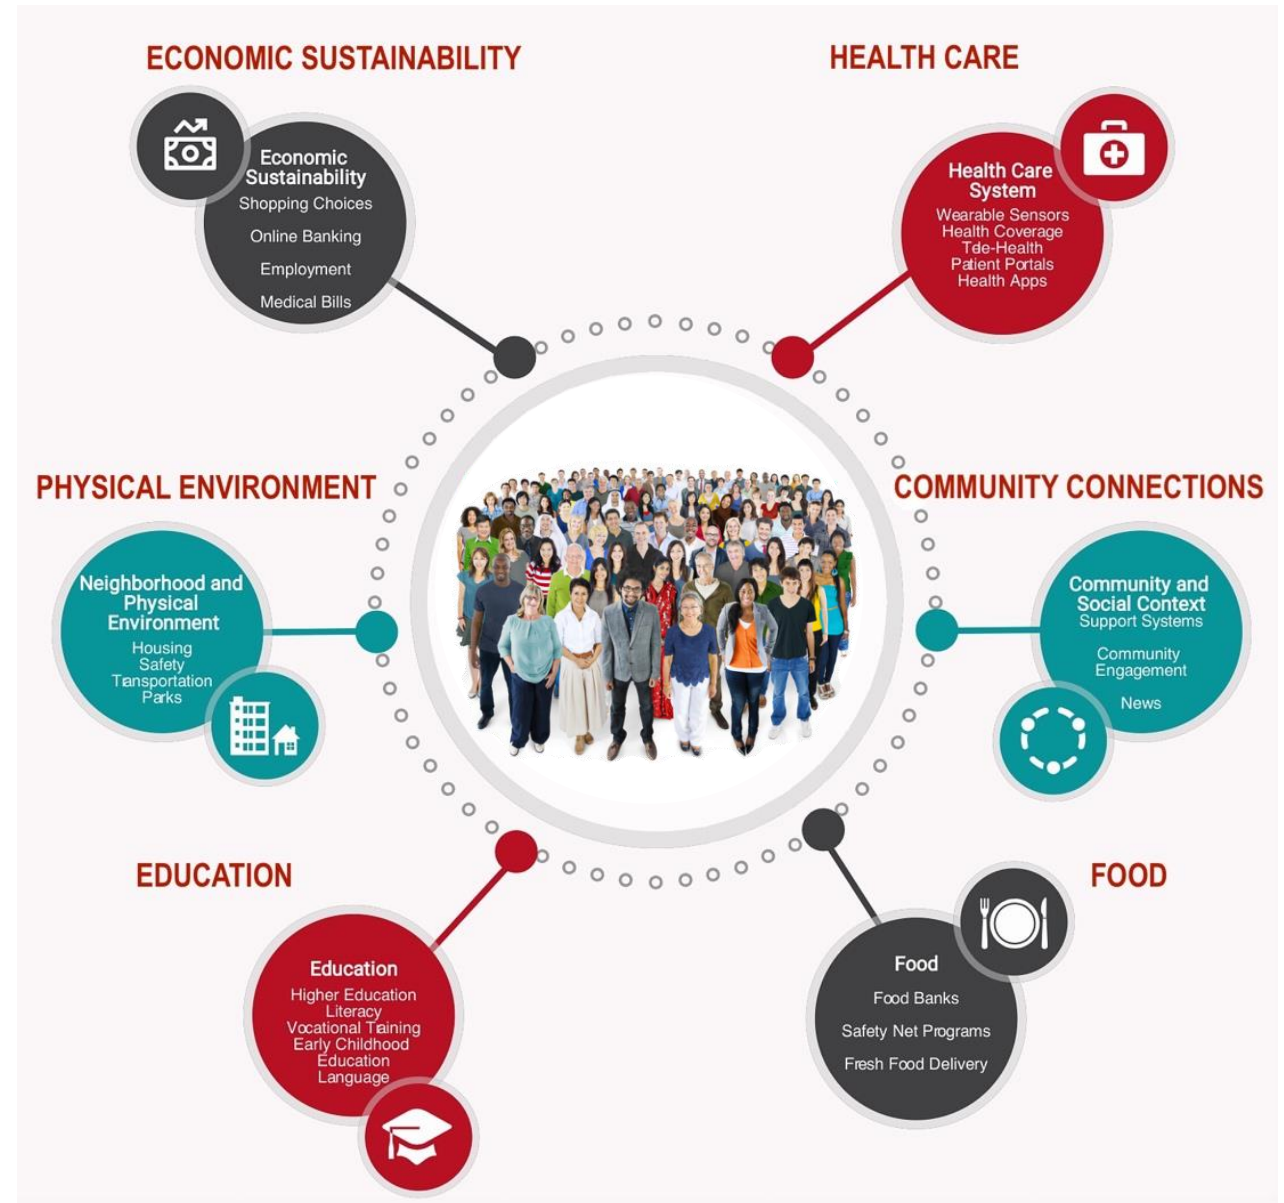 ECONOMIC SUSTAINABILITY
Economic
Sustainability
Shopping Choices
Online Banking
Employment
Medical Bills
HEALTH CARE
Health Care
System
Wearable Sensors
Health Coverage
Tele-Health
Patient Portals
Health Apps
PHYSICAL ENVIRONMENT
Neighborhood and
Physical
Environment
Housing
Safety
Transportation
Parks
COMMUNITY CONNECTIONS
Community and
Social Context
Support Systems
Community
Engagement
News
EDUCATION
Education
Higher Education
Literacy
Vocational Training
Early Childhood
Education
Language
FOOD
Food
Food Banks
Safety Net Programs
Fresh Food Delivery